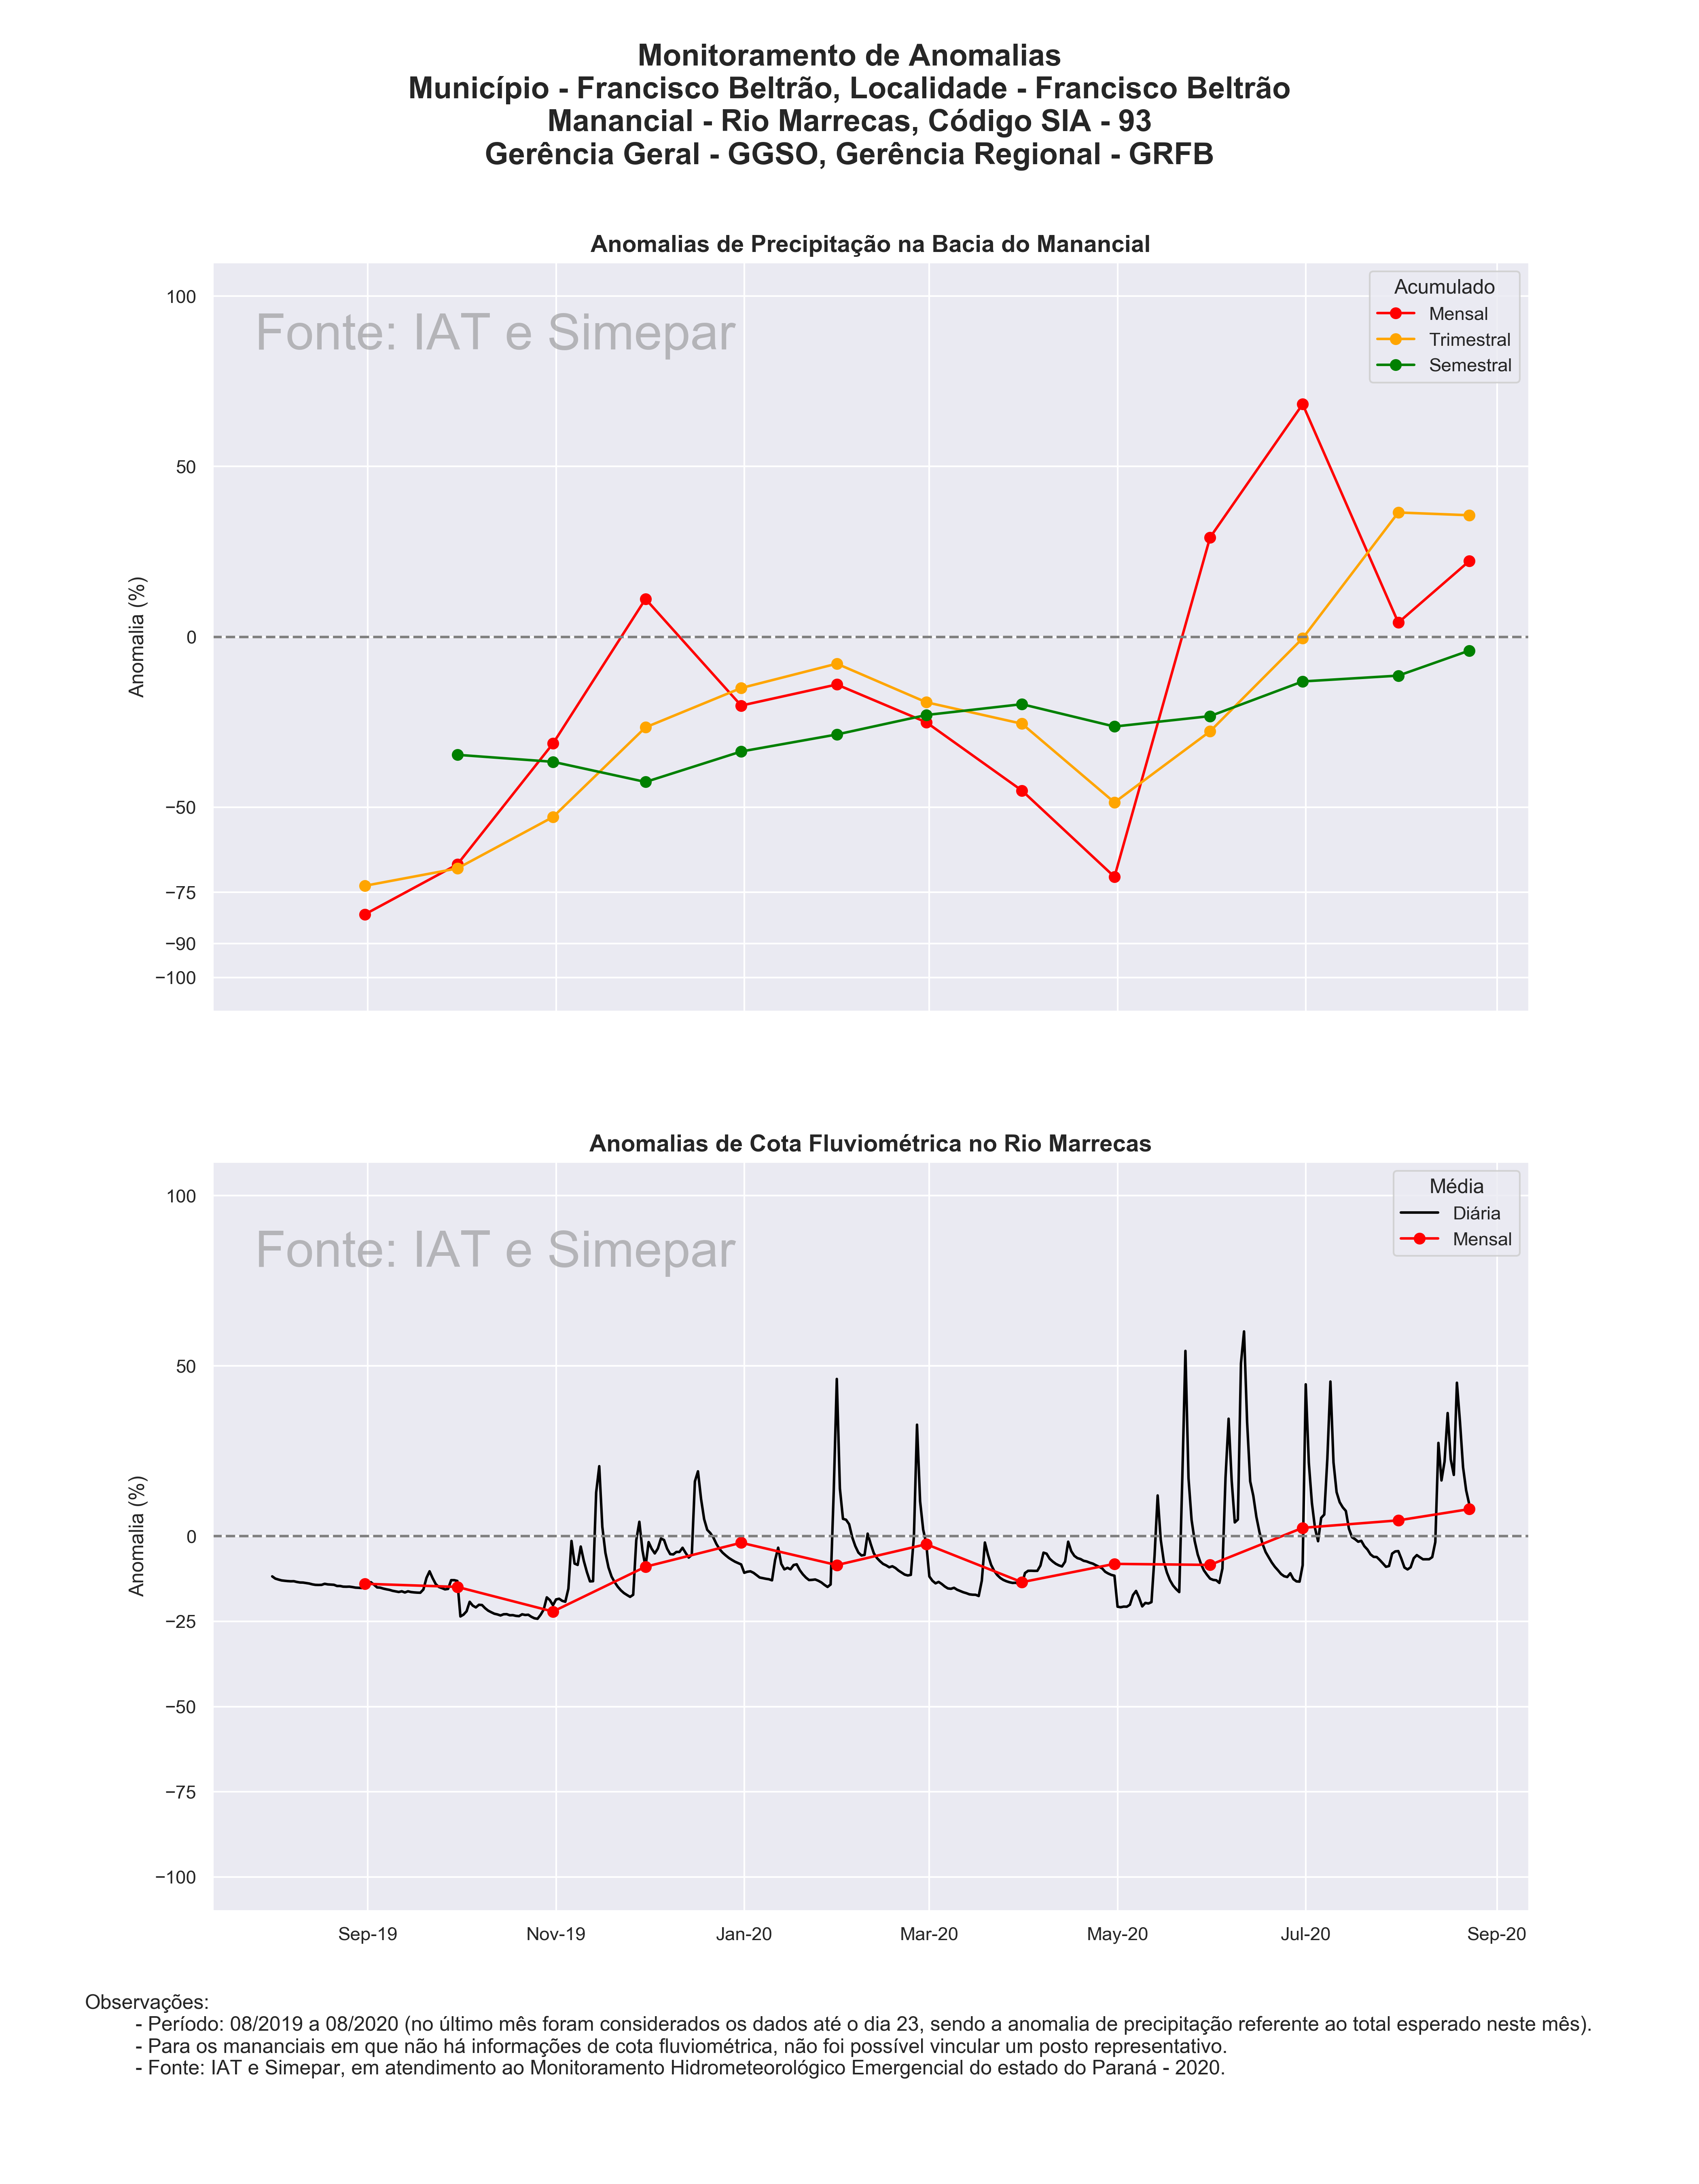 Monitoramento de Anomalias
Município - Francisco Beltrão, Localidade - Francisco Beltrão
Manancial - Rio Marrecas, Código SIA - 93
Gerência Geral - GGSO, Gerência Regional - GRFB
Anomalias de Precipitação na Bacia do Manancial
Fonte: IAT e Simepar
Acumulado
Mensal
Trimestral
Semestral
Anomalia (%)
100
50
0
−50
−75
−90
−100
Anomalias de Cota Fluviométrica no Rio Marrecas
Fonte: IAT e Simepar
Média
Diária
Mensal
Anomalia (%)
100
50
0
−25
−50
−75
−100
Sep-19 Nov-19 Jan-20 Mar-20 May-20 Jul-20 Sep-20
Observações:
- Período: 08/2019 a 08/2020 (no último mês foram considerados os dados até o dia 23, sendo a anomalia de precipitação referente ao total esperado neste mês).
- Para os mananciais em que não há informações de cota fluviométrica, não foi possível vincular um posto representativo.
- Fonte: IAT e Simepar, em atendimento ao Monitoramento Hidrometeorológico Emergencial do estado do Paraná - 2020.